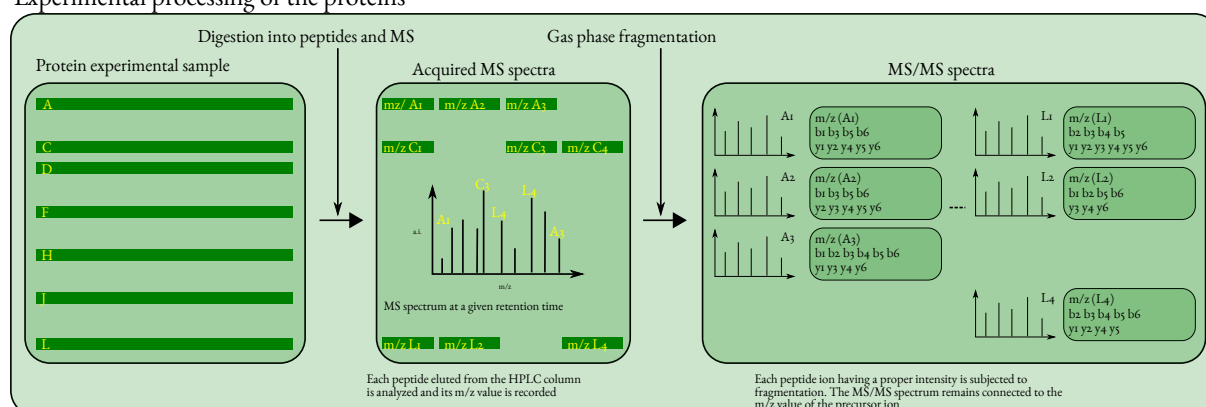 Experimental processing of the proteins
Digestion into peptides and MS
Gas phase fragmentation
Protein experimental sample
A
C
D
F
H
J
L
Acquired MS spectra
mz/ A1 m/z A2 m/z A3
m/z C1 m/z C3 m/z C4
C3
L4
A1
L4
A3
a.i.
m/z
MS spectrum at a given retention time
m/z L1 m/z L2 m/z L4
Each peptide eluted from the HPLC column
is analyzed and its m/z value is recorded
MS/MS spectra
A1
m/z (A1)
b1 b3 b5 b6
y1 y2 y4 y5 y6
A2
m/z (A2)
b1 b3 b5 b6
y2 y3 y4 y5 y6
A3
m/z (A3)
b1 b2 b3 b4 b5 b6
y1 y3 y4 y6
L1
m/z (L1)
b2 b3 b4 b5
y1 y2 y3 y4 y5 y6
L2
m/z (L2)
b1 b2 b5 b6
y3 y4 y6
L4
m/z (L4)
b2 b3 b4 b5 b6
y1 y2 y4 y5
Each peptide ion having a proper intensity is subjected to
fragmentation. The MS/MS spectrum remains connected to the
m/z value of the precursor ion